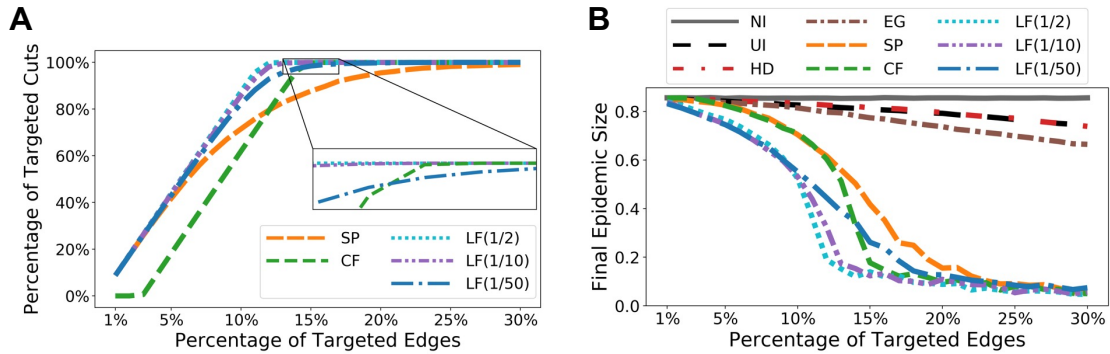 A
Percentage of Targeted Cuts
100%
80%
60%
40%
20%
0%
SP
CF
LF(1/2)
LF(1/10)
LF(1/50)
1% 5% 10% 15% 20% 25% 30%
Percentage of Targeted Edges
B
NI
UI
HD
EG
SP
CF
LF(1/2)
LF(1/10)
LF(1/50)
Final Epidemic Size
0.8
0.6
0.4
0.2
0.0
1% 5% 10% 15% 20% 25% 30%
Percentage of Targeted Edges